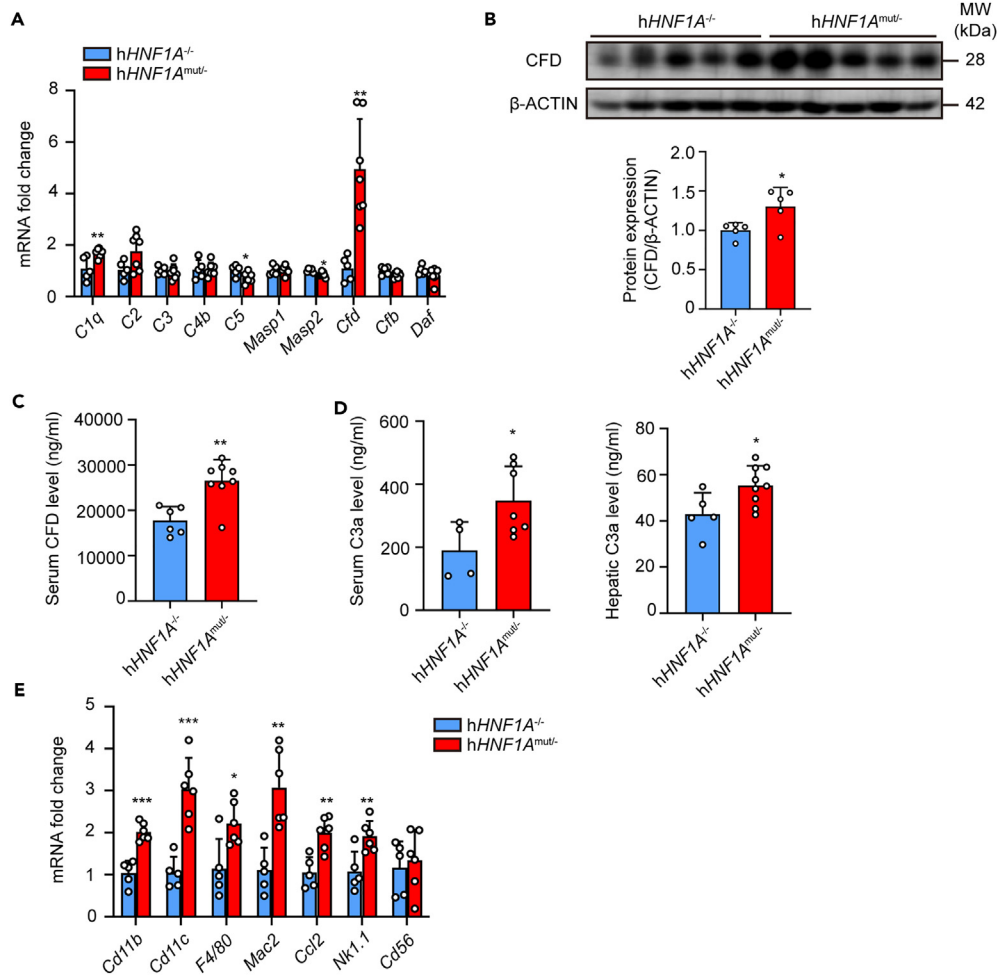 A
hHNF1A-/-
hHNF1Amut/-
mRNA fold change
8
6
4
2
0
**
*
*
**
C1q
C2
C3
C4b
C5
Masp1
Masp2
Cfd
Cfb
Daf
B
hHNF1A-/-
hHNF1Amut/-
MW
(kDa)
CFD
28
β-ACTIN
42
Protein expression
(CFD/β-ACTIN)
2.0
1.5
1.0
0.5
0.0
*
hHNF1A-/-
hHNF1Amut/-
C
Serum CFD level (ng/ml)
40000
30000
20000
10000
0
**
hHNF1A-/-
hHNF1Amut/-
D
Serum C3a level (ng/ml)
600
400
200
0
*
hHNF1A-/-
hHNF1Amut/-
Hepatic C3a level (ng/ml)
80
60
40
20
0
*
hHNF1A-/-
hHNF1Amut/-
E
mRNA fold change
5
4
3
2
1
0
***
***
*
**
**
**
hHNF1A-/-
hHNF1Amut/-
Cd11b
Cd11c
F4/80
Mac2
Ccl2
Nk1.1
Cd56